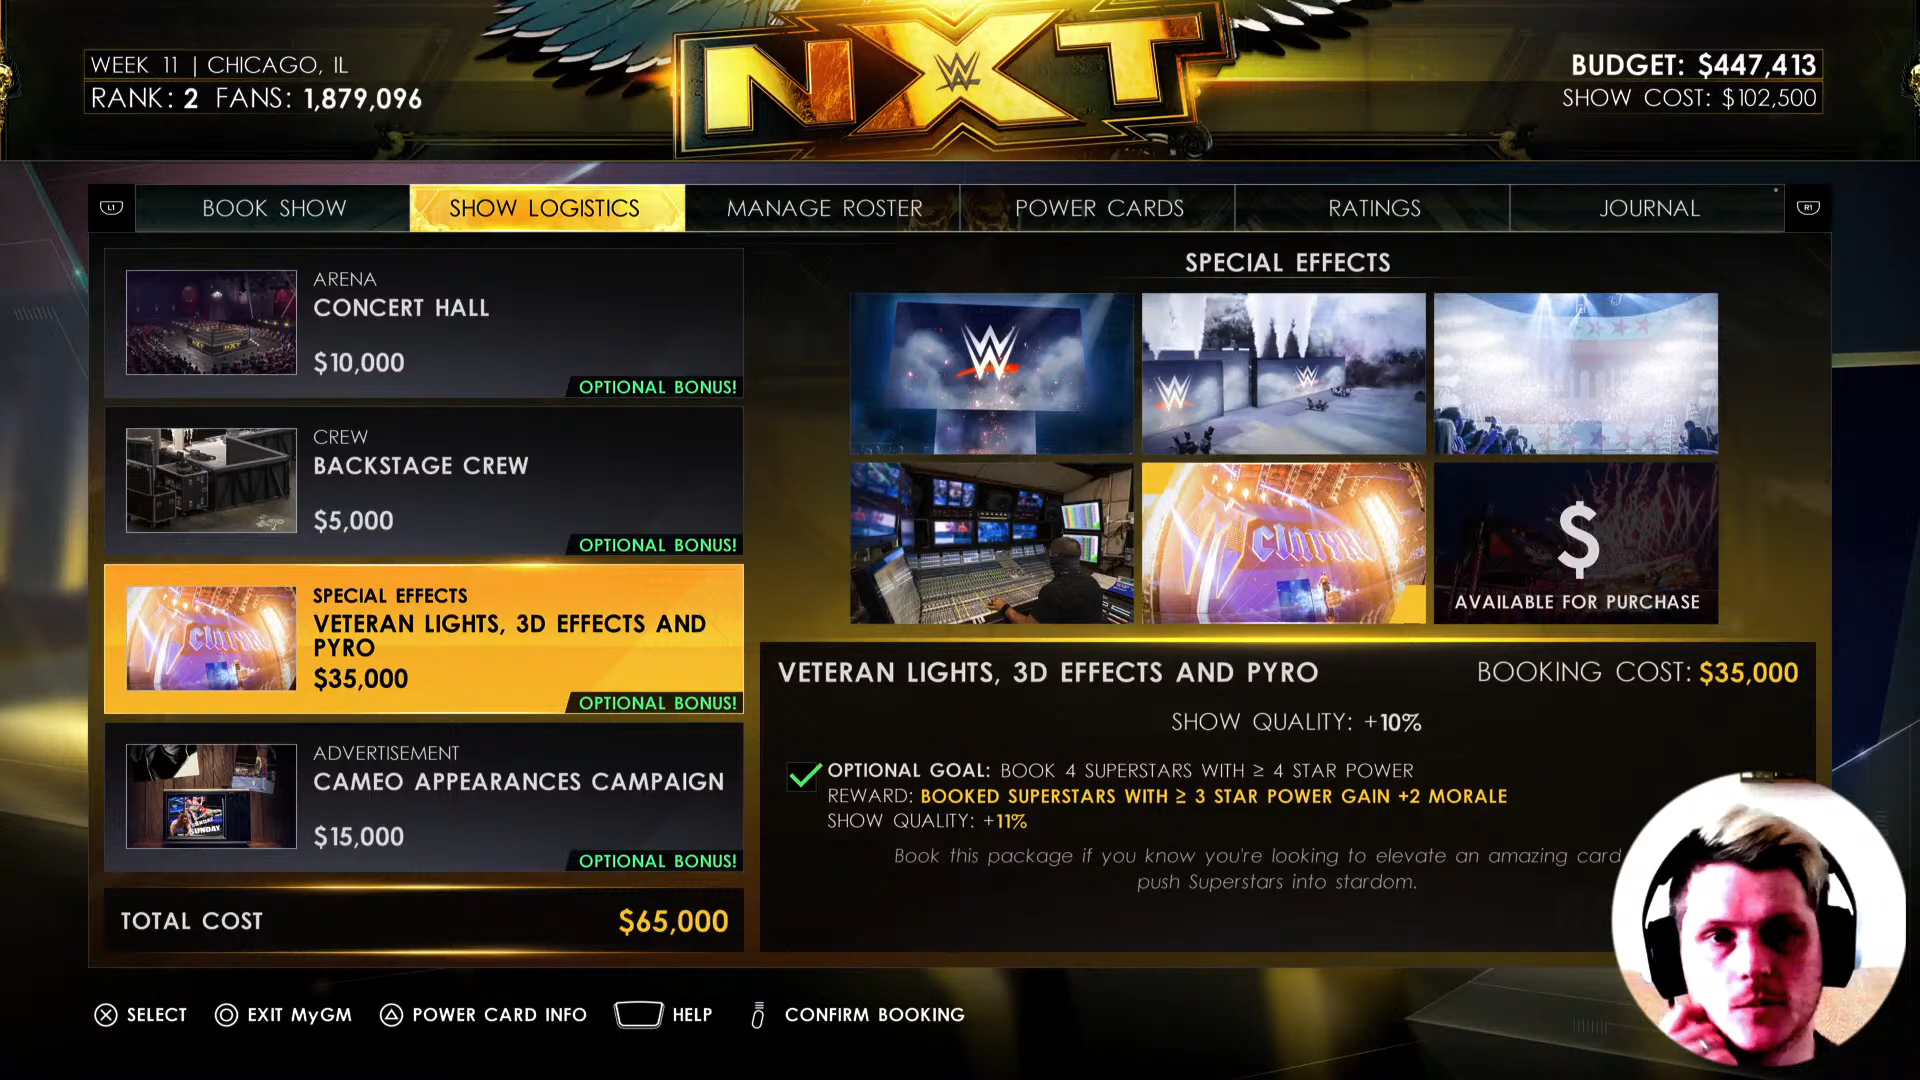 NXT
WEEK 11 | CHICAGO, IL
RANK: 2 FANS: 1,879,096
BUDGET: $447,413
SHOW COST: $102,500
L1
BOOK SHOW
SHOW LOGISTICS
MANAGE ROSTER
POWER CARDS
RATINGS
JOURNAL
R1
ARENA
CONCERT HALL
$10,000
OPTIONAL BONUS!
CREW
BACKSTAGE CREW
$5,000
OPTIONAL BONUS!
SPECIAL EFFECTS
VETERAN LIGHTS, 3D EFFECTS AND
PYRO
$35,000
OPTIONAL BONUS!
ADVERTISEMENT
CAMEO APPEARANCES CAMPAIGN
$15,000
OPTIONAL BONUS!
TOTAL COST
$65,000
SPECIAL EFFECTS
$
AVAILABLE FOR PURCHASE
VETERAN LIGHTS, 3D EFFECTS AND PYRO
BOOKING COST: $35,000
SHOW QUALITY: +10%
OPTIONAL GOAL: BOOK 4 SUPERSTARS WITH ≥ 4 STAR POWER
REWARD: BOOKED SUPERSTARS WITH ≥ 3 STAR POWER GAIN +2 MORALE
SHOW QUALITY: +11%
Book this package if you know you're looking to elevate an amazing card
push Superstars into stardom.
SELECT
EXIT MyGM
POWER CARD INFO
HELP
CONFIRM BOOKING